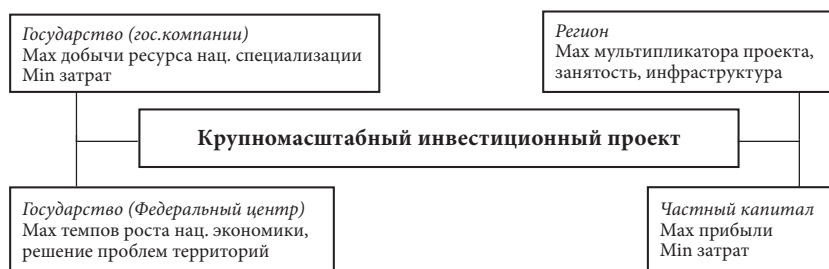 Государство (гос.компании)
Max добычи ресурса нац. специализации
Min затрат
Регион
Max мультипликатора проекта,
занятость, инфраструктура
Крупномасштабный инвестиционный проект
Государство (Федеральный центр)
Max темпов роста нац. экономики,
решение проблем территорий
Частный капитал
Max прибыли
Min затрат